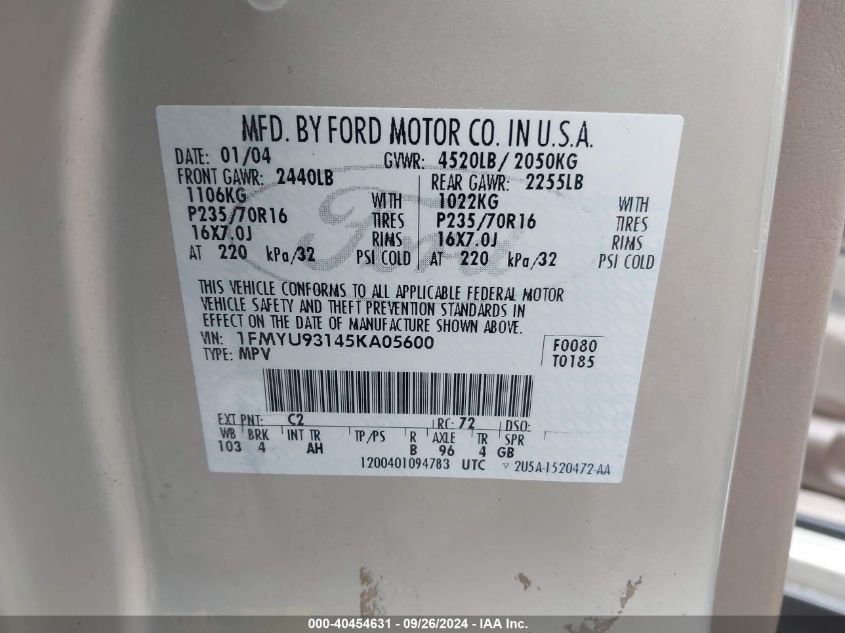 MFD. BY FORD MOTOR CO. IN U.S.A.
DATE: 01/04 GVWR: 4520LB/ 2050KG
FRONT GAWR: 2440LB REAR GAWR: 2255LB
1106KG WITH 1022KG WITH
P235/70R16 TIRES P235/70R16 TIRES
16X7.0J RIMS 16X7.0J RIMS
AT 220 kPa/32 PSI COLD AT 220 kPa/32 PSI COLD
Ford
THIS VEHICLE CONFORMS TO ALL APPLICABLE FEDERAL MOTOR
VEHICLE SAFETY AND THEFT PREVENTION STANDARDS IN
EFFECT ON THE DATE OF MANUFACTURE SHOWN ABOVE.
VIN: 1FMYU93145KA05600 F0080
TYPE: MPV T0185
EXT PNT: C2 RC: 72 DSO:
WB BRK INT TR TP/PS R AXLE TR SPR
103 4 AH B 96 4 GB
1200401094783 UTC ▽ 2U5A-1520472-AA
000-40454631 - 09/26/2024 - IAA Inc.